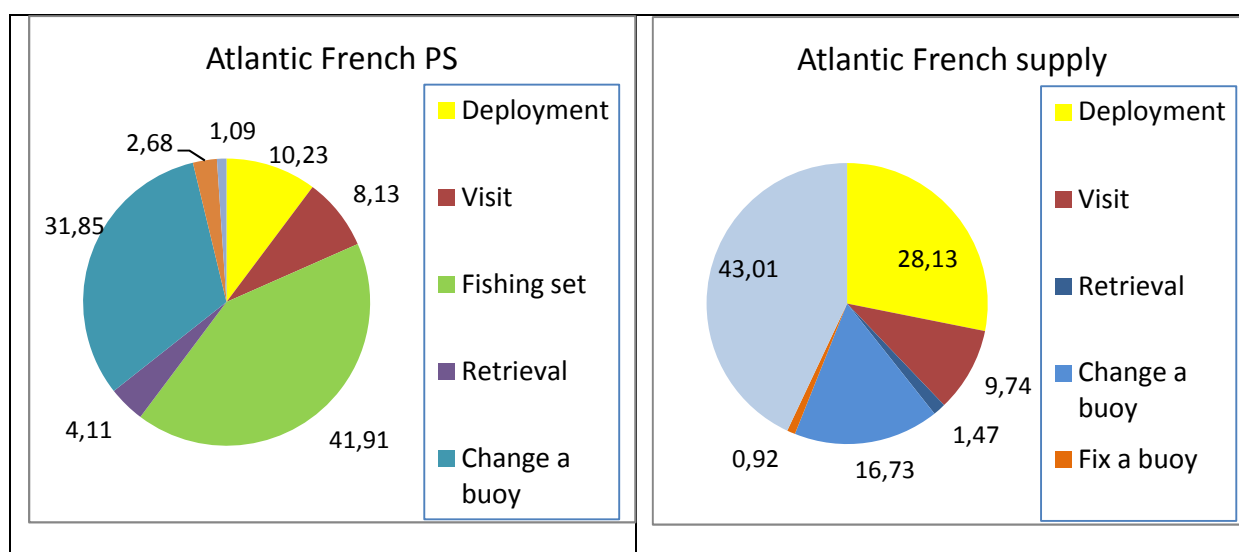 Atlantic French PS
1,09
2,68
10,23
8,13
31,85
4,11
41,91
Deployment
Visit
Fishing set
Retrieval
Change a
buoy
Atlantic French supply
43,01
28,13
9,74
1,47
0,92
16,73
Deployment
Visit
Retrieval
Change a
buoy
Fix a buoy